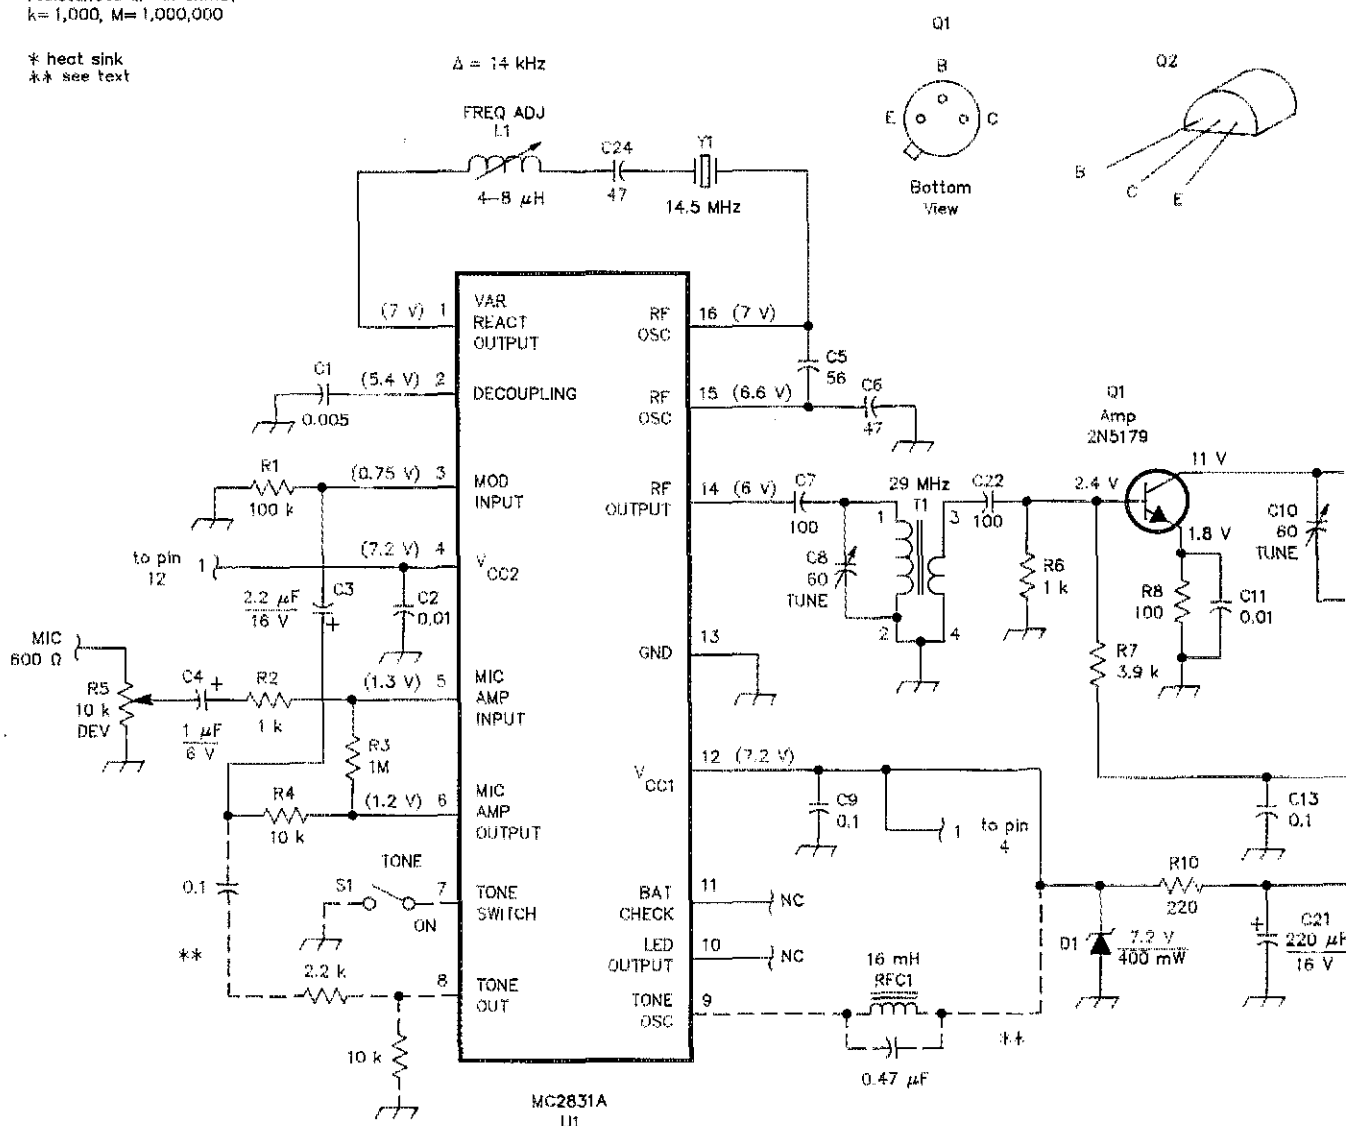 k= 1,000, M= 1,000,000
* heat sink
** see text
Δ = 14 kHz
FREQ ADJ
L1
4–8 μH
C24
47
Y1
14.5 MHz
Q1
B
E
C
Bottom
View
Q2
B
C
E
(7 V) 1
VAR
REACT
OUTPUT
RF
OSC
16 (7 V)
C5
56
C1
0.005
(5.4 V) 2
DECOUPLING
RF
OSC
15 (6.6 V)
C6
47
Q1
Amp
2N5179
R1
100 k
(0.75 V) 3
MOD
INPUT
RF
OUTPUT
14 (6 V)
C7
100
29 MHz
T1
1
3
2
4
C8
60
TUNE
C22
100
2.4 V
11 V
1.8 V
C10
60
TUNE
R6
1 k
R8
100
C11
0.01
R7
3.9 k
to pin
12
1
(7.2 V) 4
VCC2
2.2 μF
16 V
C3
+
C2
0.01
GND
13
MIC
600 Ω
R5
10 k
DEV
C4
+
1 μF
6 V
R2
1 k
(1.3 V) 5
MIC
AMP
INPUT
R3
1M
VCC1
12 (7.2 V)
C9
0.1
1
to pin
4
C13
0.1
R4
10 k
(1.2 V) 6
MIC
AMP
OUTPUT
0.1
**
TONE
S1
ON
7
TONE
SWITCH
BAT
CHECK
11
NC
LED
OUTPUT
10
NC
R10
220
D1
7.2 V
400 mW
+
C21
220 μF
16 V
2.2 k
10 k
8
TONE
OUT
TONE
OSC
9
16 mH
RFC1
0.47 μF
**
MC2831A
U1